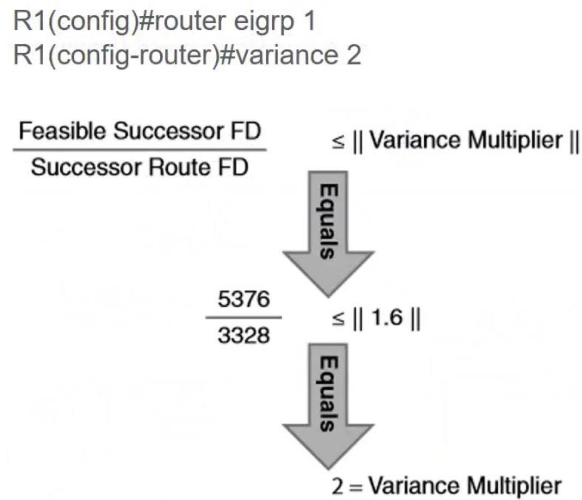 R1(config)#router eigrp 1
R1(config-router)#variance 2
Feasible Successor FD
Successor Route FD
≤ || Variance Multiplier ||
Equals
5376
3328
≤ || 1.6 ||
Equals
2 = Variance Multiplier